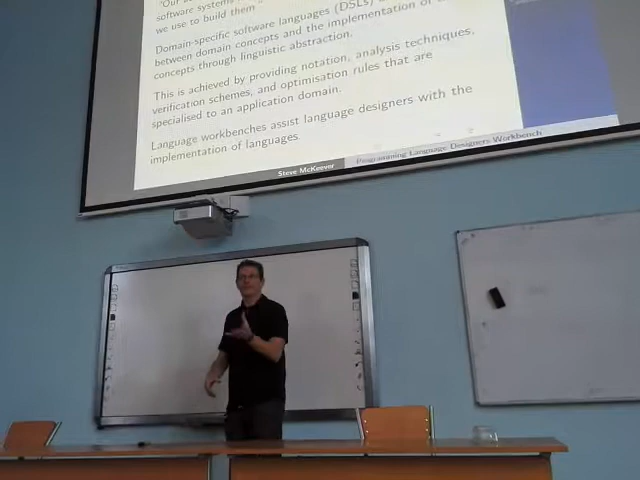 "Our
software systems
we use to build them
Domain-specific software languages (DSLs)
between domain concepts and the implementation of
concepts through linguistic abstraction.
This is achieved by providing notation, analysis techniques,
verification schemes, and optimisation rules that are
specialised to an application domain.
Language workbenches assist language designers with the
implementation of languages.
Steve McKeever
Programming Language Designers Workbench